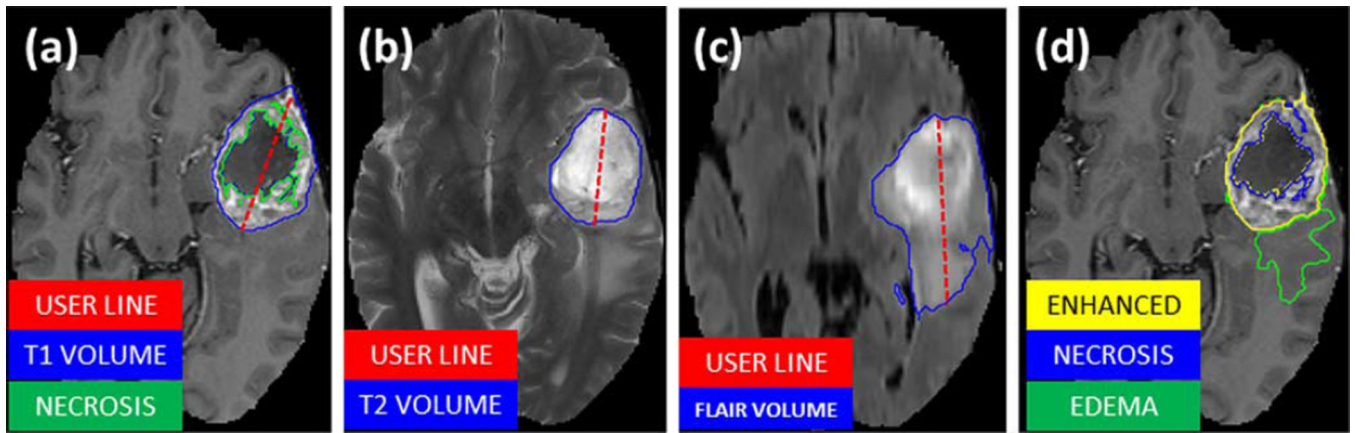 (a)
USER LINE
T1 VOLUME
NECROSIS
(b)
USER LINE
T2 VOLUME
(c)
USER LINE
FLAIR VOLUME
(d)
ENHANCED
NECROSIS
EDEMA